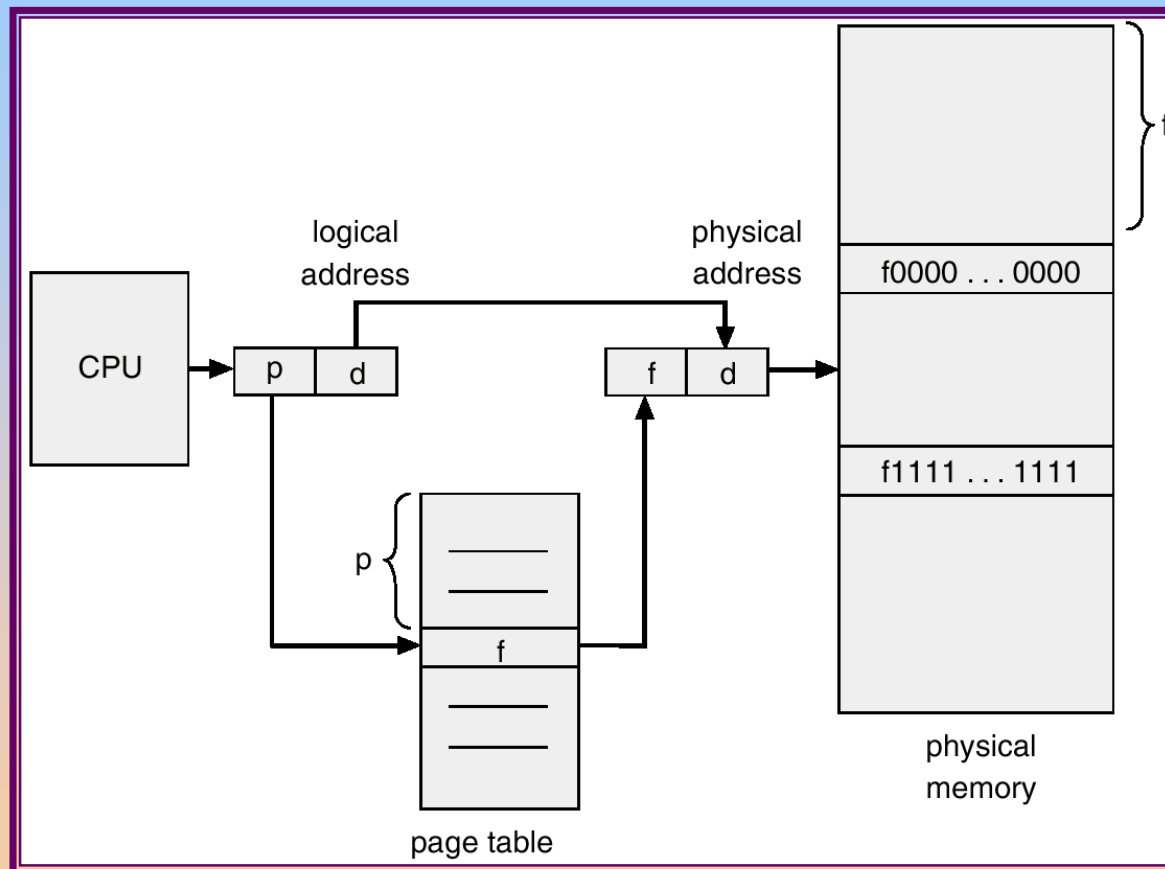 f
logical
address
physical
address
f0000 . . . 0000
CPU
p
d
f
d
f1111 . . . 1111
p
f
physical
memory
page table